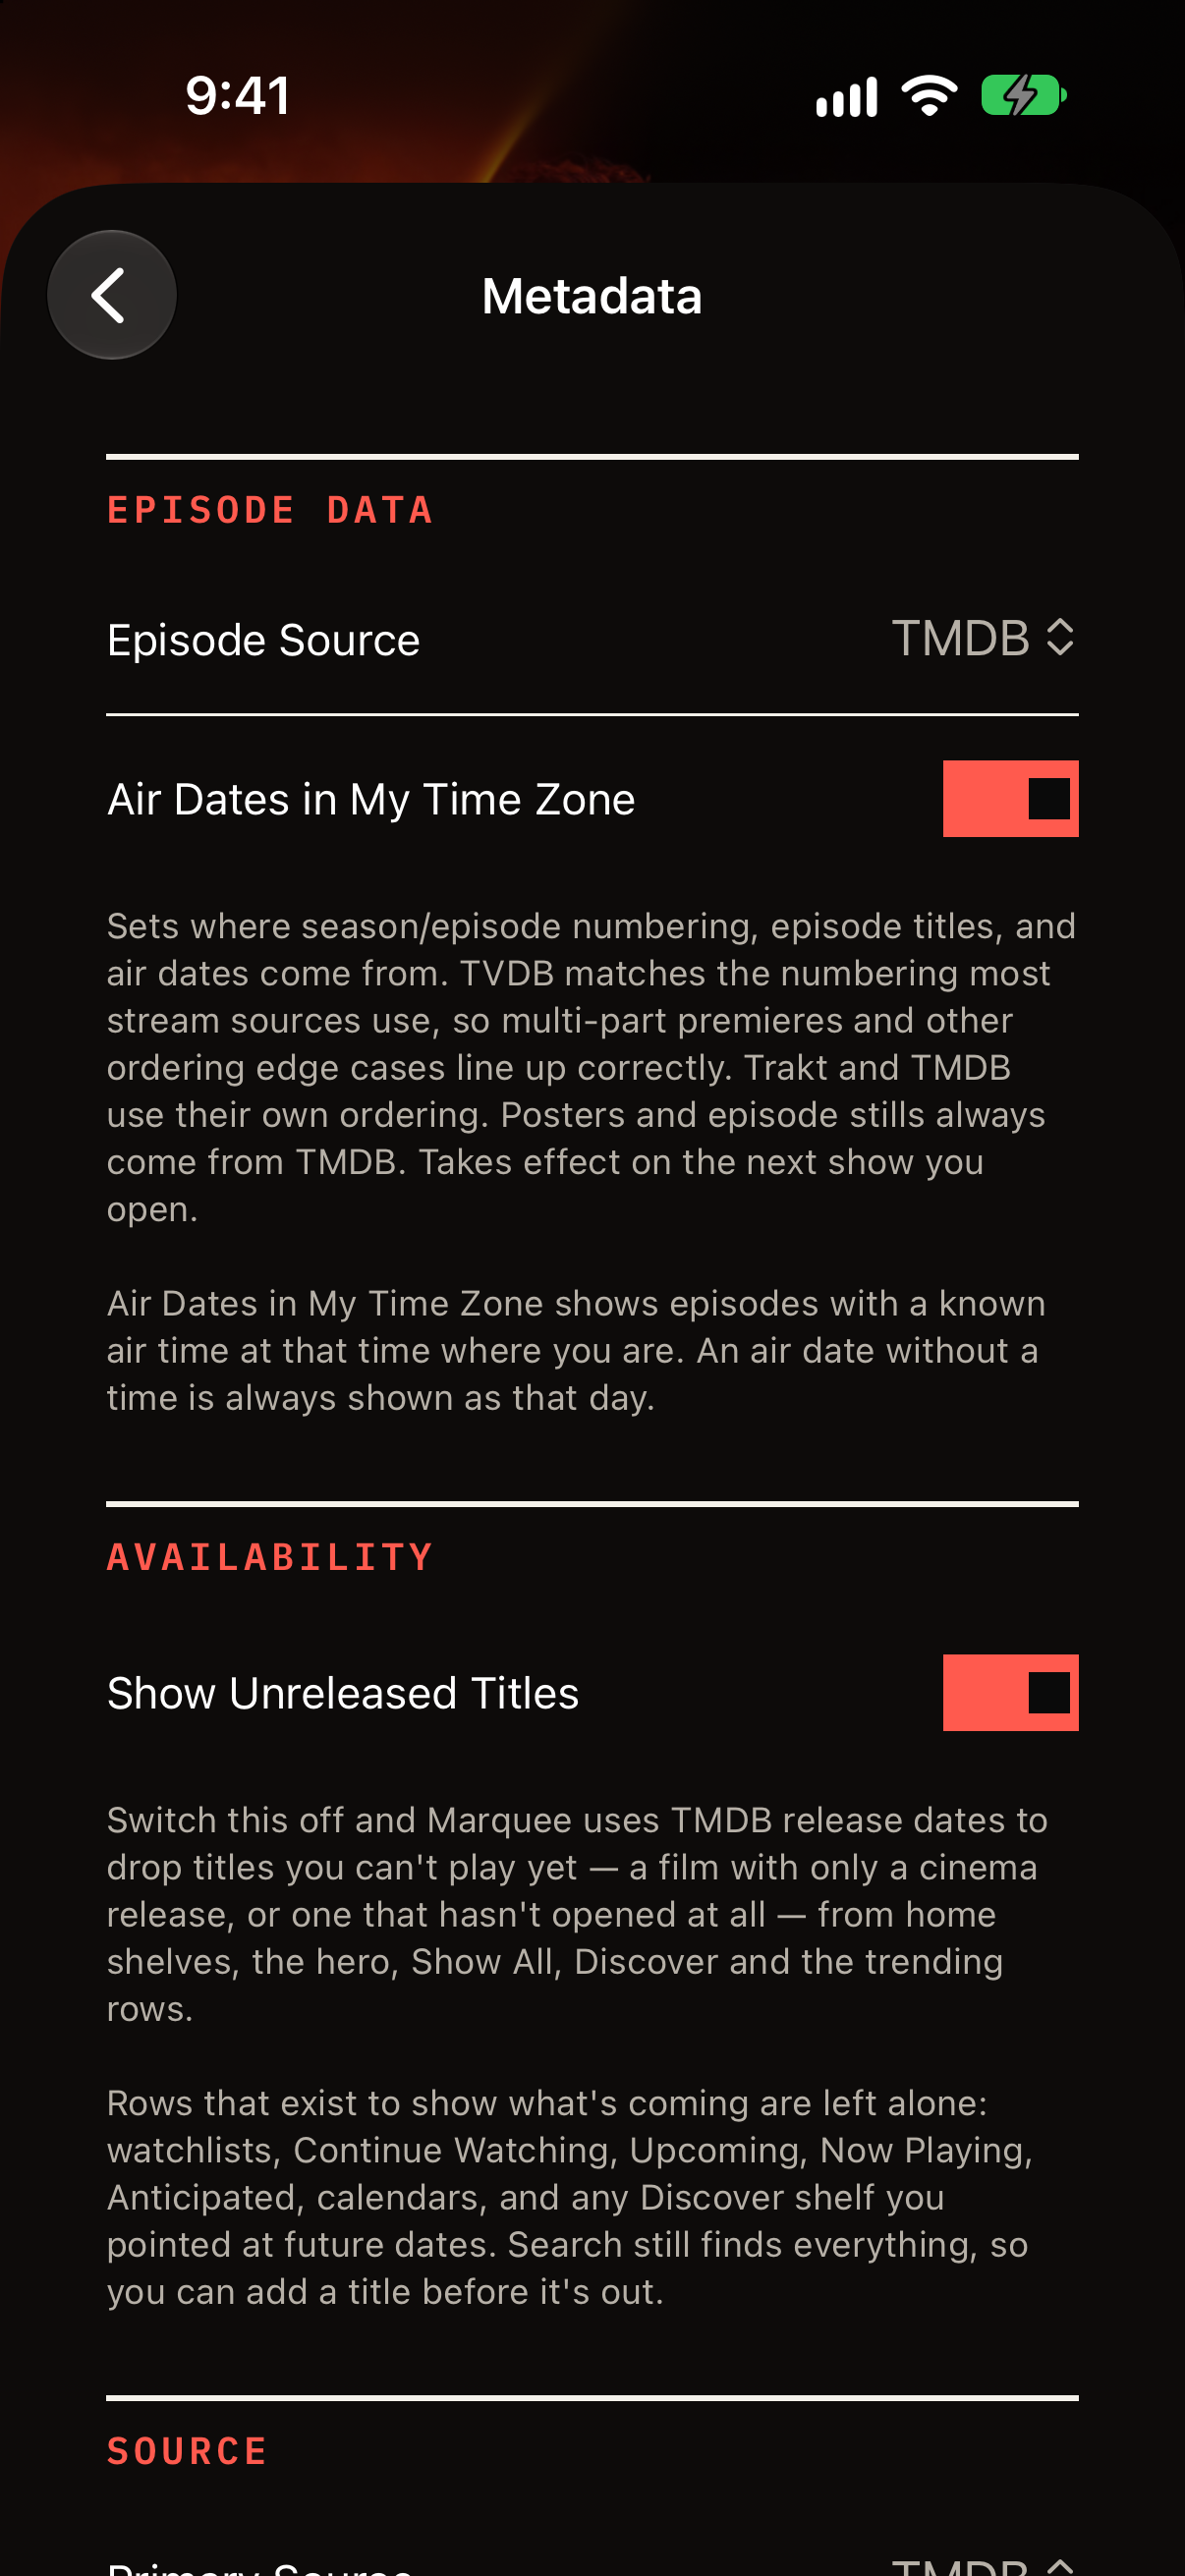 9:41
Metadata
EPISODE DATA
Episode Source TMDB
Air Dates in My Time Zone
Sets where season/episode numbering, episode titles, and
air dates come from. TVDB matches the numbering most
stream sources use, so multi-part premieres and other
ordering edge cases line up correctly. Trakt and TMDB
use their own ordering. Posters and episode stills always
come from TMDB. Takes effect on the next show you
open.
Air Dates in My Time Zone shows episodes with a known
air time at that time where you are. An air date without a
time is always shown as that day.
AVAILABILITY
Show Unreleased Titles
Switch this off and Marquee uses TMDB release dates to
drop titles you can't play yet — a film with only a cinema
release, or one that hasn't opened at all — from home
shelves, the hero, Show All, Discover and the trending
rows.
Rows that exist to show what's coming are left alone:
watchlists, Continue Watching, Upcoming, Now Playing,
Anticipated, calendars, and any Discover shelf you
pointed at future dates. Search still finds everything, so
you can add a title before it's out.
SOURCE
Primary Source TMDB